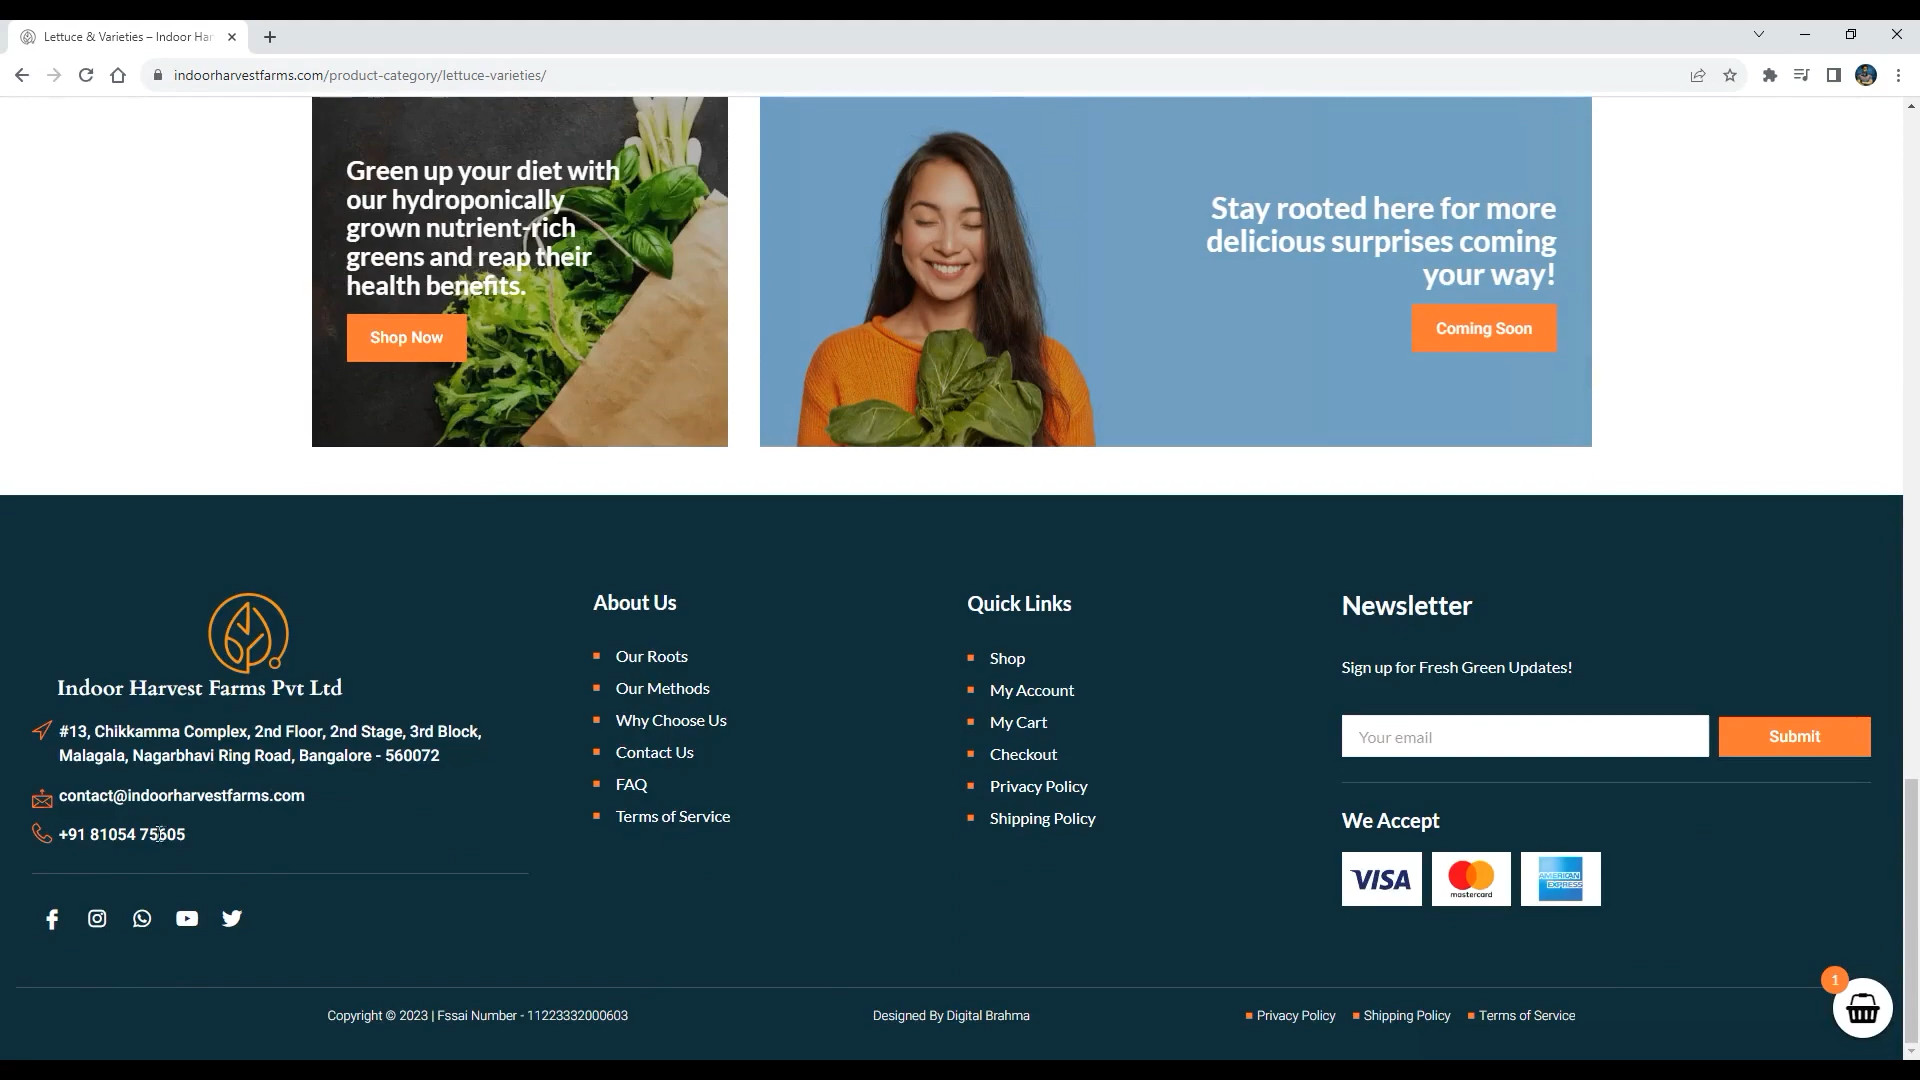 Lettuce & Varieties – Indoor Har
indoorharvestfarms.com/product-category/lettuce-varieties/
Green up your diet with
our hydroponically
grown nutrient-rich
greens and reap their
health benefits.
Shop Now
Stay rooted here for more
delicious surprises coming
your way!
Coming Soon
Indoor Harvest Farms Pvt Ltd
#13, Chikkamma Complex, 2nd Floor, 2nd Stage, 3rd Block,
Malagala, Nagarbhavi Ring Road, Bangalore - 560072
contact@indoorharvestfarms.com
+91 81054
About Us
Our Roots
Our Methods
Why Choose Us
Contact Us
FAQ
Terms of Service
Quick Links
Shop
My Account
My Cart
Checkout
Privacy Policy
Shipping Policy
Newsletter
Sign up for Fresh Green Updates!
Your email
Submit
We Accept
VISA
mastercard
AMERICAN
EXPRESS
1
Copyright © 2023 | Fssai Number - 11223332000603
Designed By Digital Brahma
Privacy Policy
Shipping Policy
Terms of Service